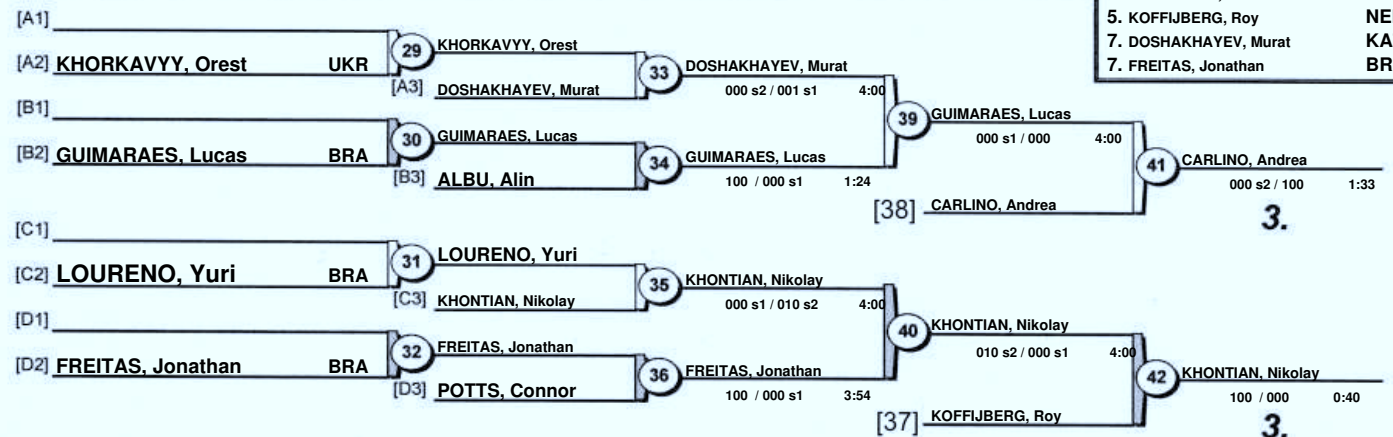 5. KOFFIJBERG, Roy
7. DOSHAKHAYEV, Murat KA
7. FREITAS, Jonathan
[A1]
[A2] KHORKAVYY, Orest UKR
29
KHORKAVYY, Orest
[A3] DOSHAKHAYEV, Murat
33
DOSHAKHAYEV, Murat
000 s2 / 001 s1 4:00
[B1]
[B2] GUIMARAES, Lucas BRA
30
GUIMARAES, Lucas
[B3] ALBU, Alin
34
GUIMARAES, Lucas
100 / 000 s1 1:24
39
GUIMARAES, Lucas
000 s1 / 000 4:00
[38] CARLINO, Andrea
41
CARLINO, Andrea
000 s2 / 100 1:33
3.
[C1]
[C2] LOURENO, Yuri BRA
31
LOURENO, Yuri
[C3] KHONTIAN, Nikolay
35
KHONTIAN, Nikolay
000 s1 / 010 s2 4:00
[D1]
[D2] FREITAS, Jonathan BRA
32
FREITAS, Jonathan
[D3] POTTS, Connor
36
FREITAS, Jonathan
100 / 000 s1 3:54
40
KHONTIAN, Nikolay
010 s2 / 000 s1 4:00
[37] KOFFIJBERG, Roy
42
KHONTIAN, Nikolay
100 / 000 0:40
3.